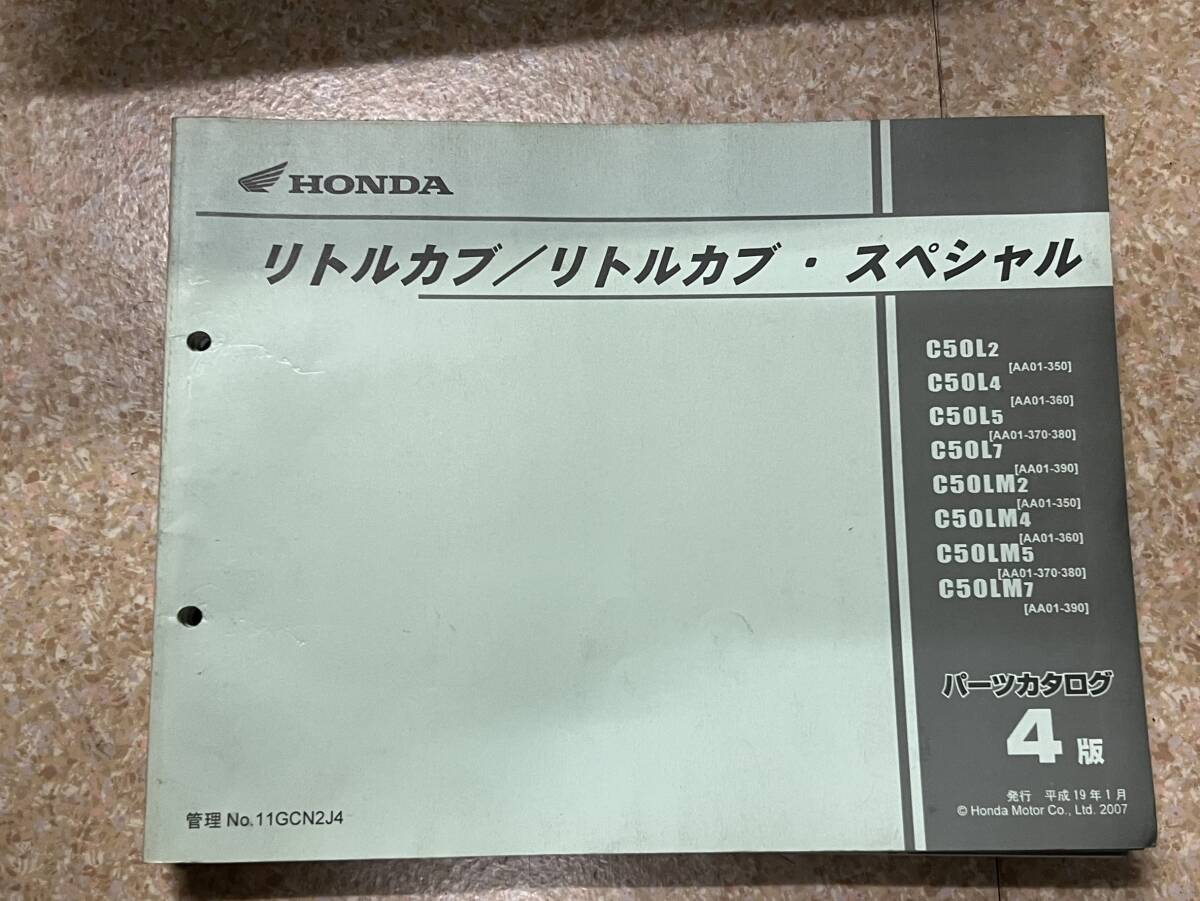 HONDA
リトルカブ／リトルカブ・スペシャル
C50L2
[AA01-350]
C50L4
[AA01-360]
C50L5
[AA01-370·380]
C50L7
[AA01-390]
C50LM2
[AA01-350]
C50LM4
[AA01-360]
C50LM5
[AA01-370·380]
C50LM7
[AA01-390]
パーツカタログ
4版
発行 平成19年1月
© Honda Motor Co., Ltd. 2007
管理 No.11GCN2J4